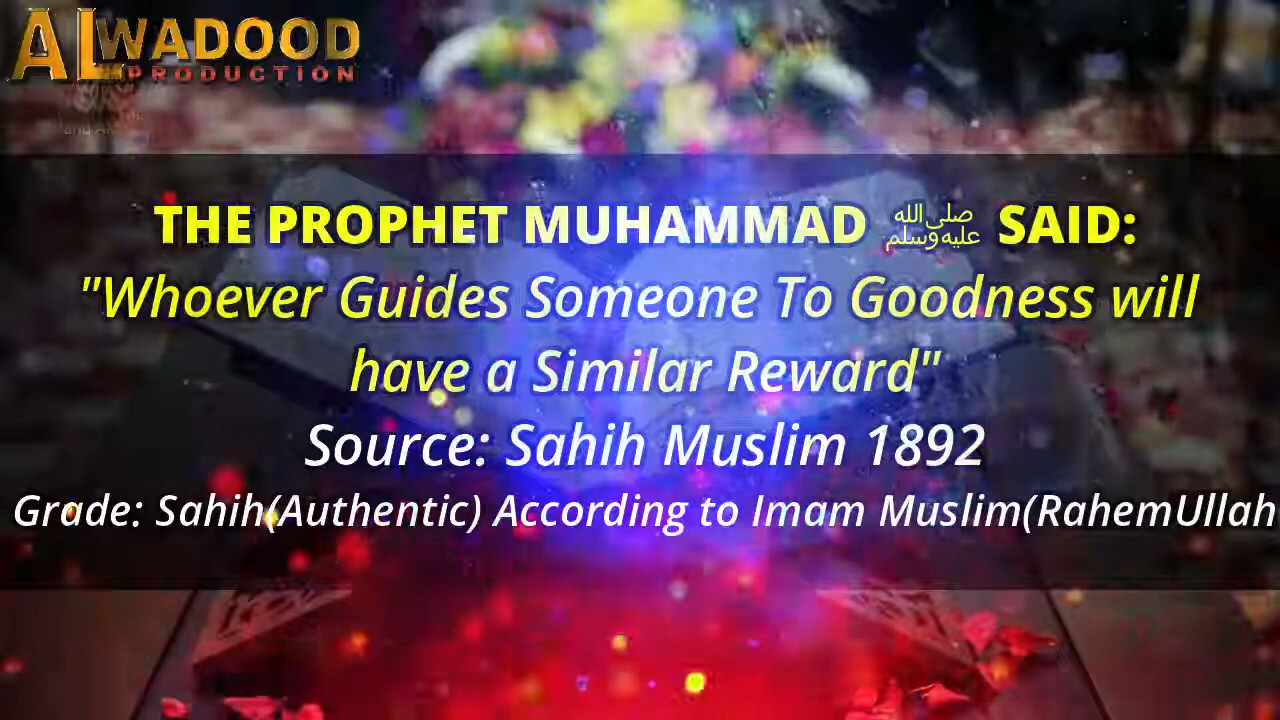 ALWADOOD
PRODUCTION
THE PROPHET MUHAMMAD ﷺ SAID:
"Whoever Guides Someone To Goodness will
have a Similar Reward"
Source: Sahih Muslim 1892
Grade: Sahih(Authentic) According to Imam Muslim(RahemUllah